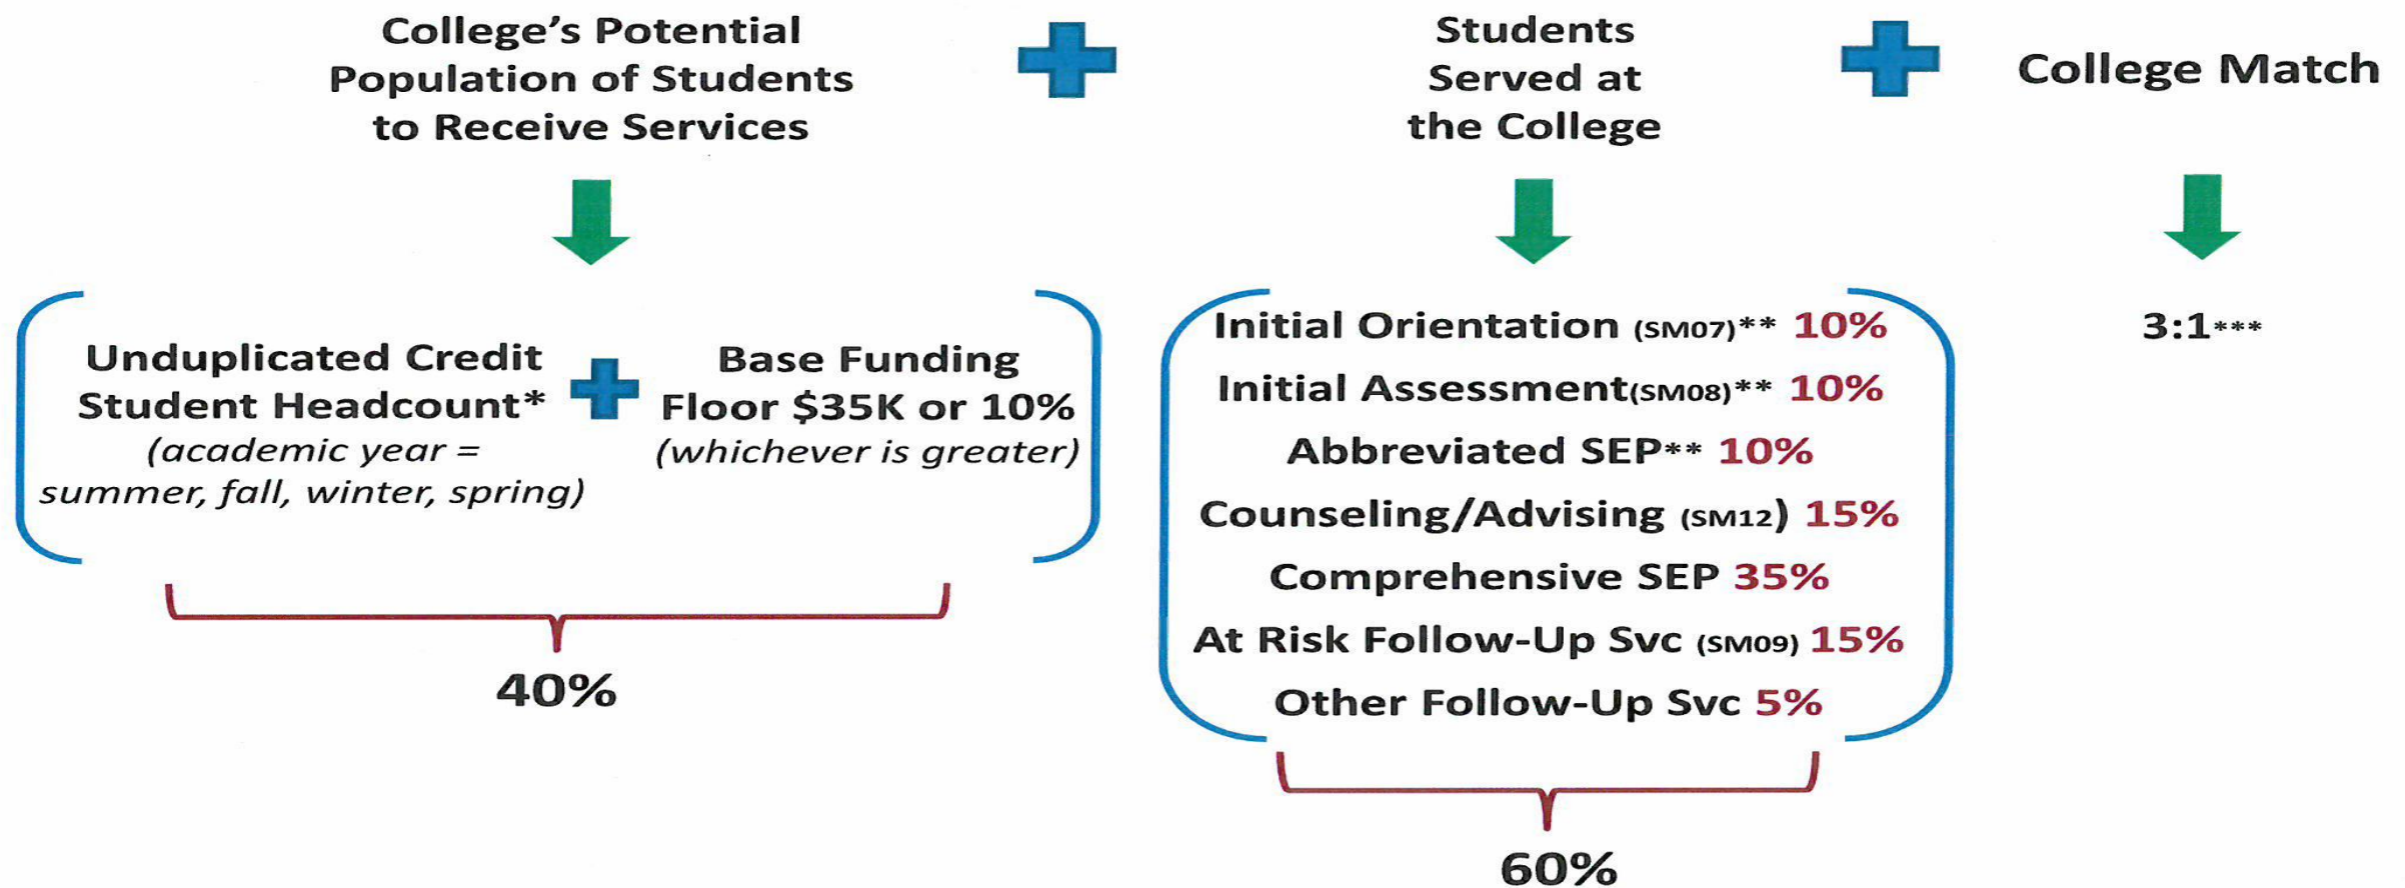 College’s Potential
Population of Students
to Receive Services
Students
Served at
the College
College Match
Unduplicated Credit
Student Headcount*
(academic year =
summer, fall, winter, spring)
Base Funding
Floor $35K or 10%
(whichever is greater)
40%
Initial Orientation (SM07)** 10%
Initial Assessment(SM08)** 10%
Abbreviated SEP** 10%
Counseling/Advising (SM12) 15%
Comprehensive SEP 35%
At Risk Follow-Up Svc (SM09) 15%
Other Follow-Up Svc 5%
60%
3:1***